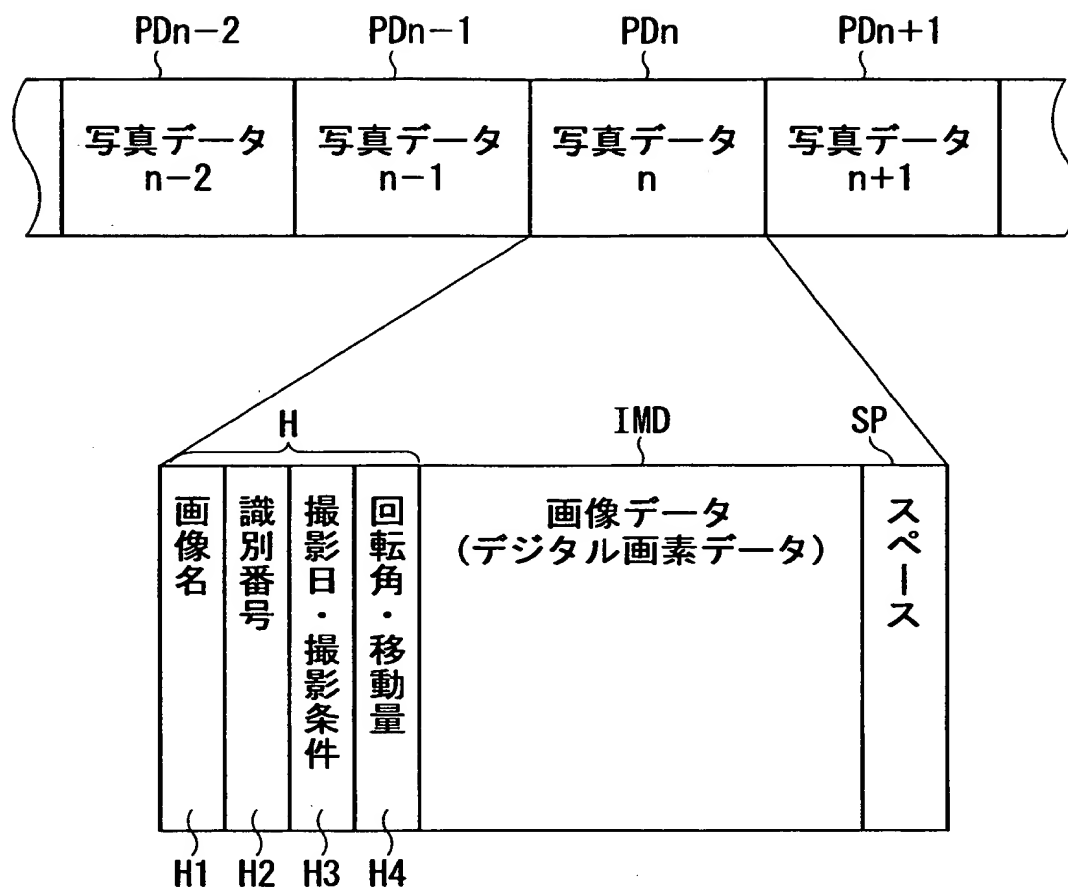 PDn-2 PDn-1 PDn PDn+1
写真データ 写真データ 写真データ 写真データ
n-2 n-1 n n+1
H IMD SP
画像名
識別番号
撮影日・撮影条件
回転角・移動量
画像データ
(デジタル画素データ)
スペース
H1 H2 H3 H4